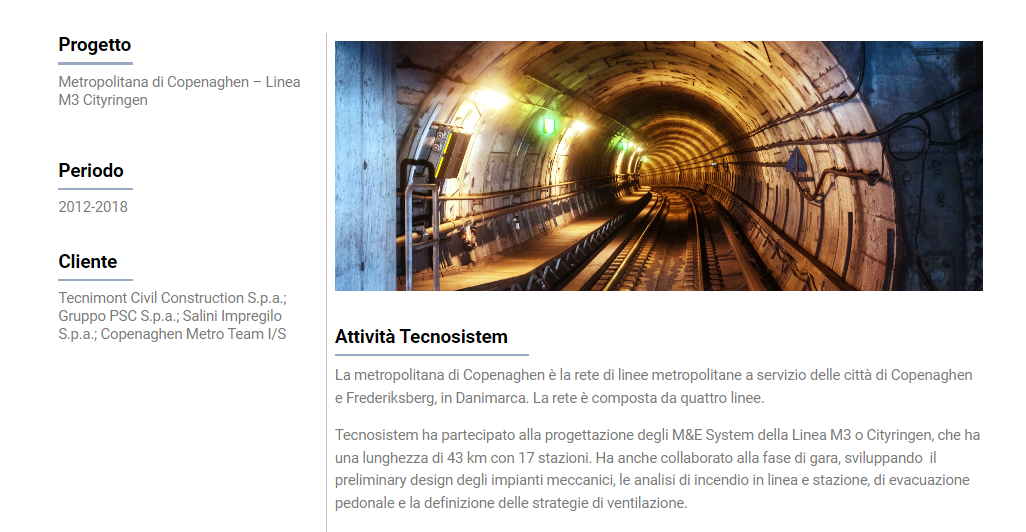 Progetto
Metropolitana di Copenaghen – Linea
M3 Cityringen
Periodo
2012-2018
Cliente
Tecnimont Civil Construction S.p.a.;
Gruppo PSC S.p.a.; Salini Impregilo
S.p.a.; Copenaghen Metro Team I/S
Attività Tecnosistem
La metropolitana di Copenaghen è la rete di linee metropolitane a servizio delle città di Copenaghen
e Frederiksberg, in Danimarca. La rete è composta da quattro linee.
Tecnosistem ha partecipato alla progettazione degli M&E System della Linea M3 o Cityringen, che ha
una lunghezza di 43 km con 17 stazioni. Ha anche collaborato alla fase di gara, sviluppando  il
preliminary design degli impianti meccanici, le analisi di incendio in linea e stazione, di evacuazione
pedonale e la definizione delle strategie di ventilazione.